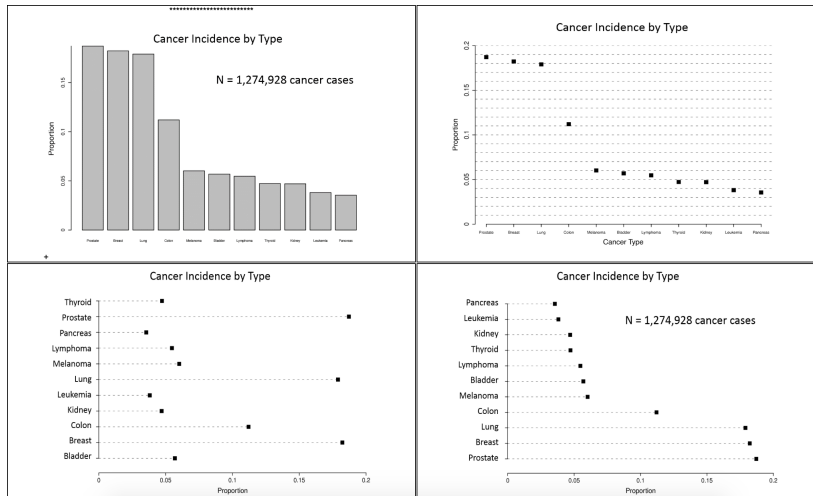 *************************
Cancer Incidence by Type
N = 1,274,928 cancer cases
Proportion
0.15
0.1
0.05
0
Prostate Breast Lung Colon Melanoma Bladder Lymphoma Thyroid Kidney Leukemia Pancreas
+
Cancer Incidence by Type
Proportion
0.2
0.15
0.1
0.05
0
Prostate Breast Lung Colon Melanoma Bladder Lymphoma Thyroid Kidney Leukemia Pancreas
Cancer Type
Cancer Incidence by Type
Thyroid
Prostate
Pancreas
Lymphoma
Melanoma
Lung
Leukemia
Kidney
Colon
Breast
Bladder
0 0.05 0.1 0.15 0.2
Proportion
Cancer Incidence by Type
N = 1,274,928 cancer cases
Pancreas
Leukemia
Kidney
Thyroid
Lymphoma
Bladder
Melanoma
Colon
Lung
Breast
Prostate
0 0.05 0.1 0.15 0.2
Proportion